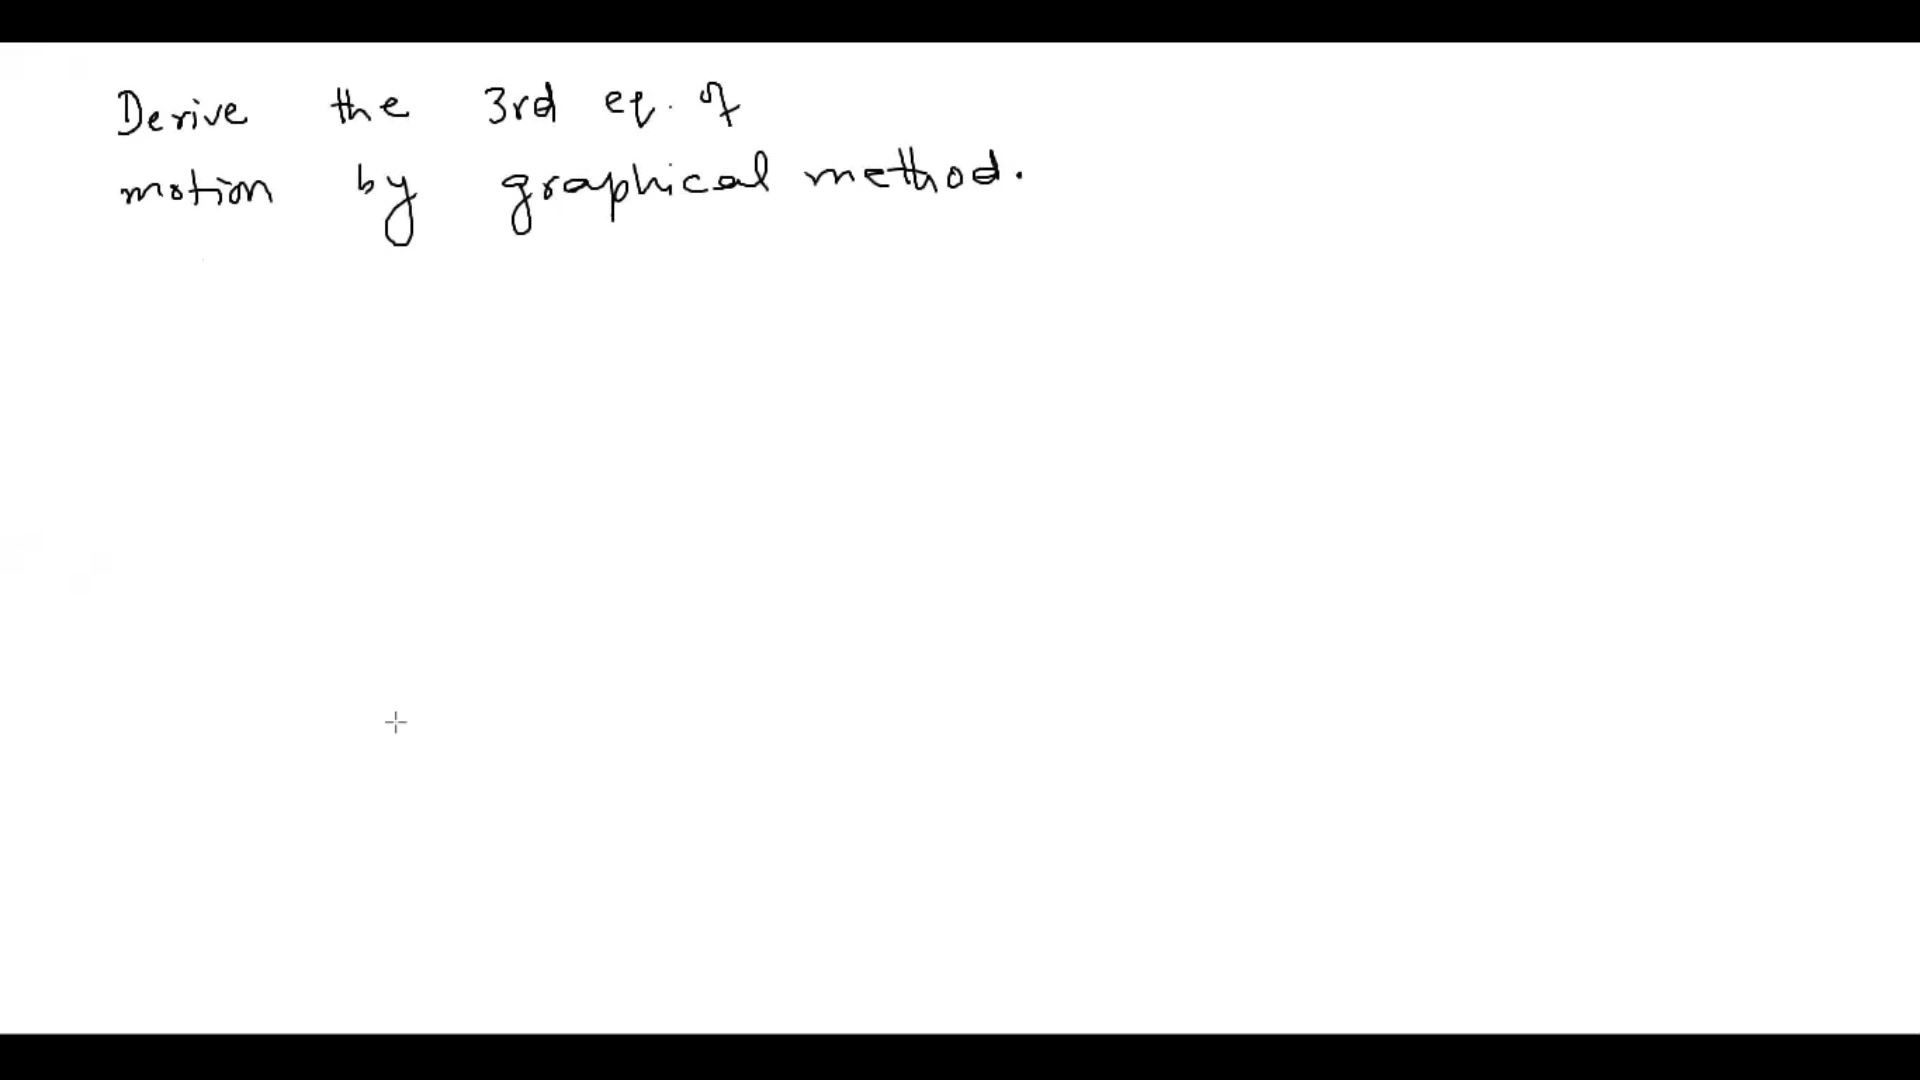 Derive the 3rd eq. of
motion by graphical method.